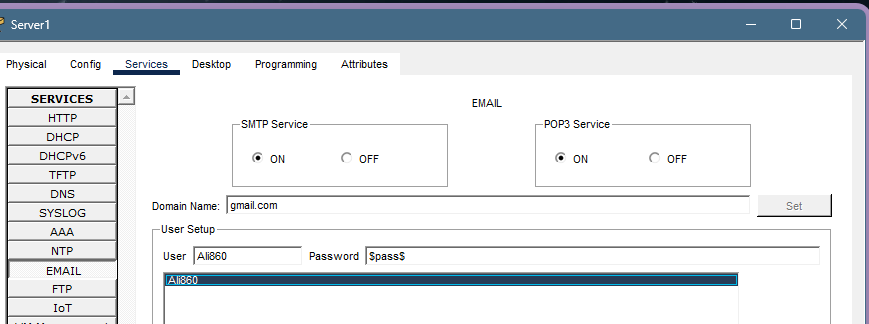 Server1
Physical Config Services Desktop Programming Attributes
SERVICES
HTTP
DHCP
DHCPv6
TFTP
DNS
SYSLOG
AAA
NTP
EMAIL
FTP
IoT
EMAIL
SMTP Service
ON OFF
POP3 Service
ON OFF
Domain Name: gmail.com Set
User Setup
User Ali860 Password $pass$
Ali860